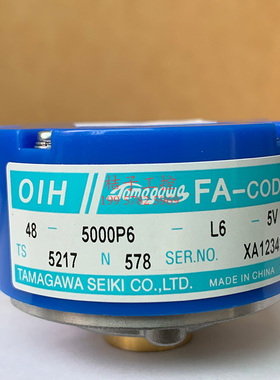 OIH Tamagawa FA-COD
48 - 5000P6 - L6 - 5V
TS 5217 N 578 SER.NO. XA1234
TAMAGAWA SEIKI CO.,LTD. MADE IN CHINA